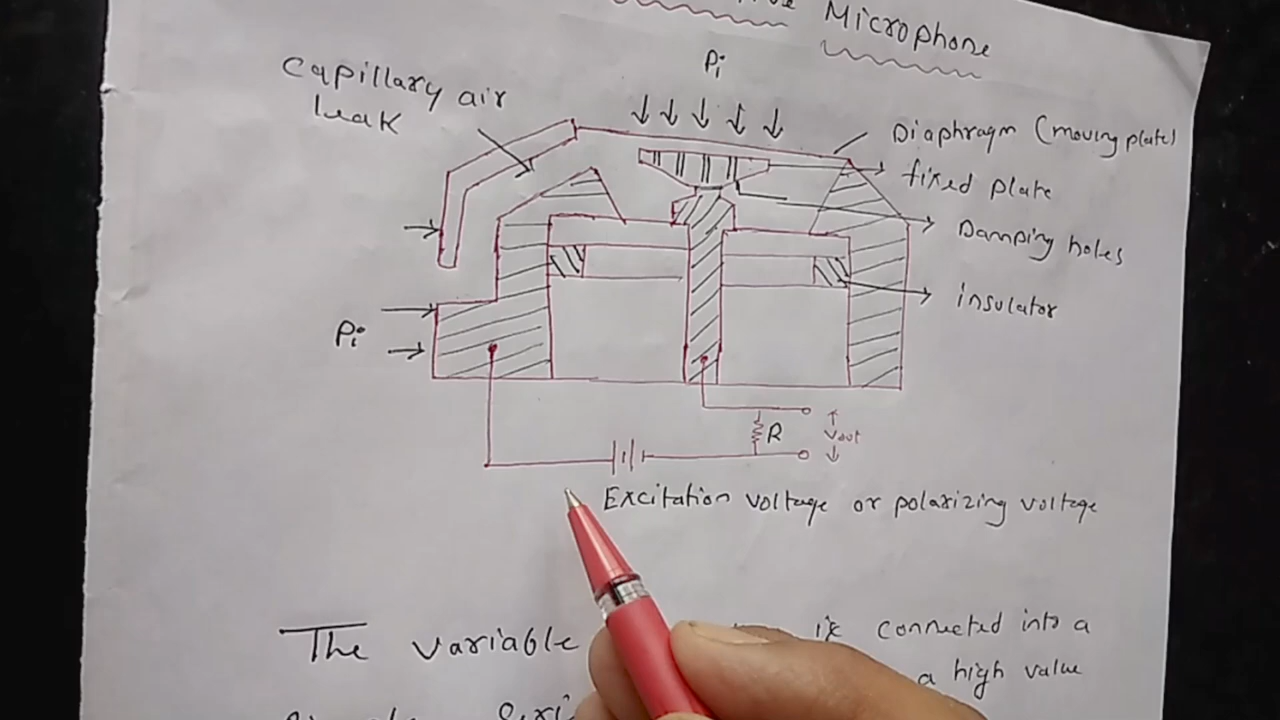 Microphone
Pi
Capillary air
leak
Diaphragm (moving plate)
fixed plate
Damping holes
insulator
Pi
R
Vout
Excitation voltage or polarizing voltage
The variable is connected into a
a high value